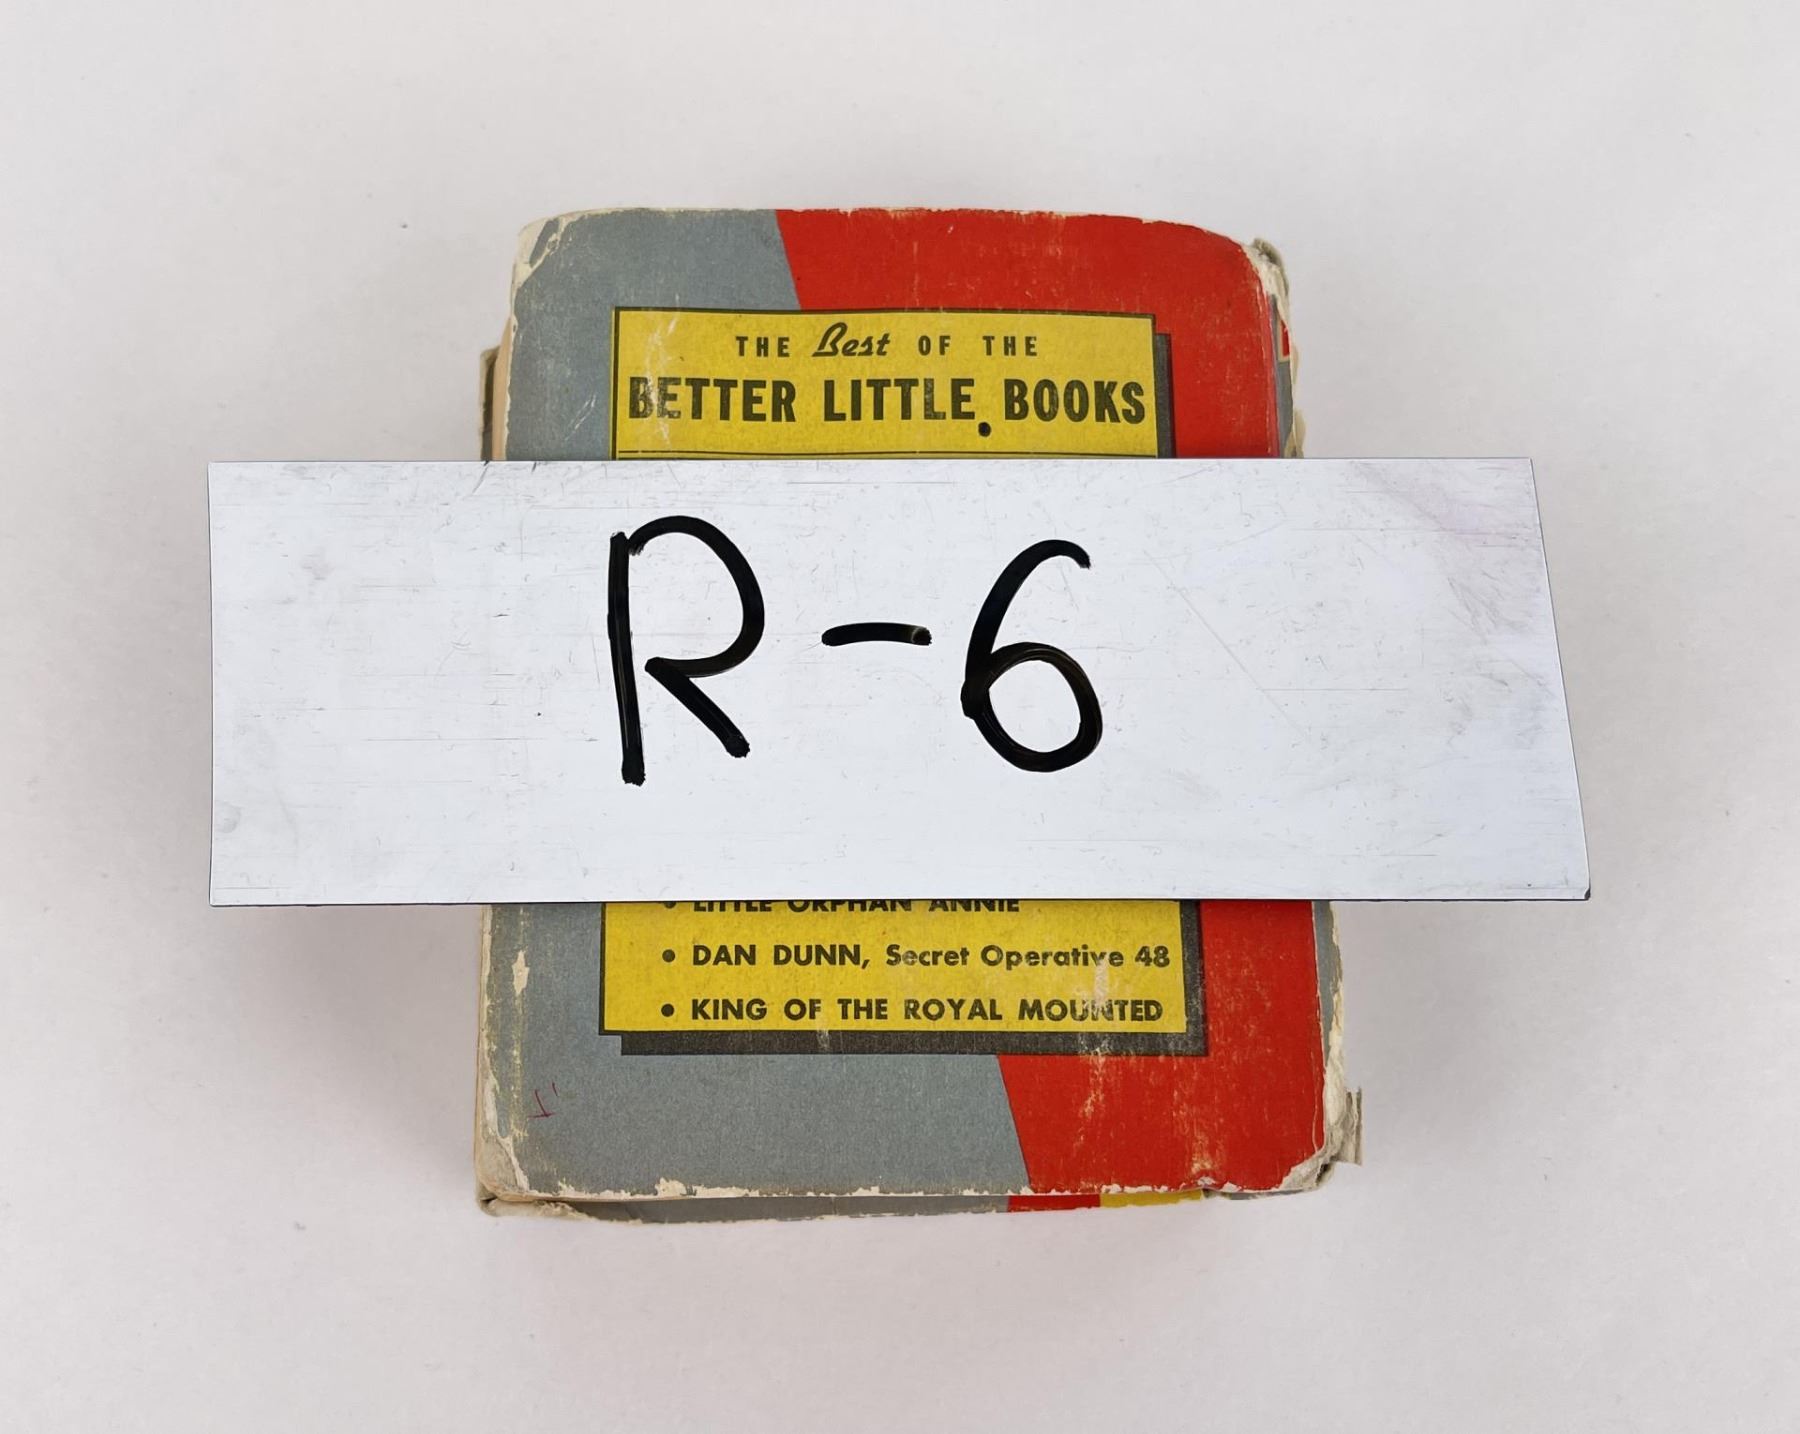 THE Best OF THE
BETTER LITTLE BOOKS
R-6
• LITTLE ORPHAN ANNIE
• DAN DUNN, Secret Operative 48
• KING OF THE ROYAL MOUNTED